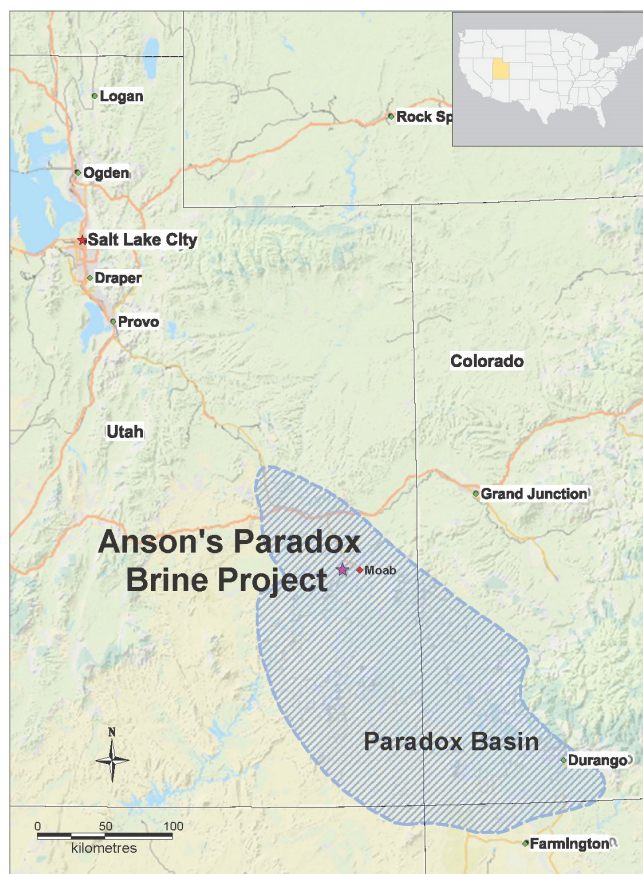 Logan
Rock Sp
Ogden
Salt Lake City
Draper
Provo
Colorado
Utah
Grand Junction
Anson's Paradox
Brine Project
Moab
Paradox Basin
N
Durango
0 50 100
kilometres
Farmington